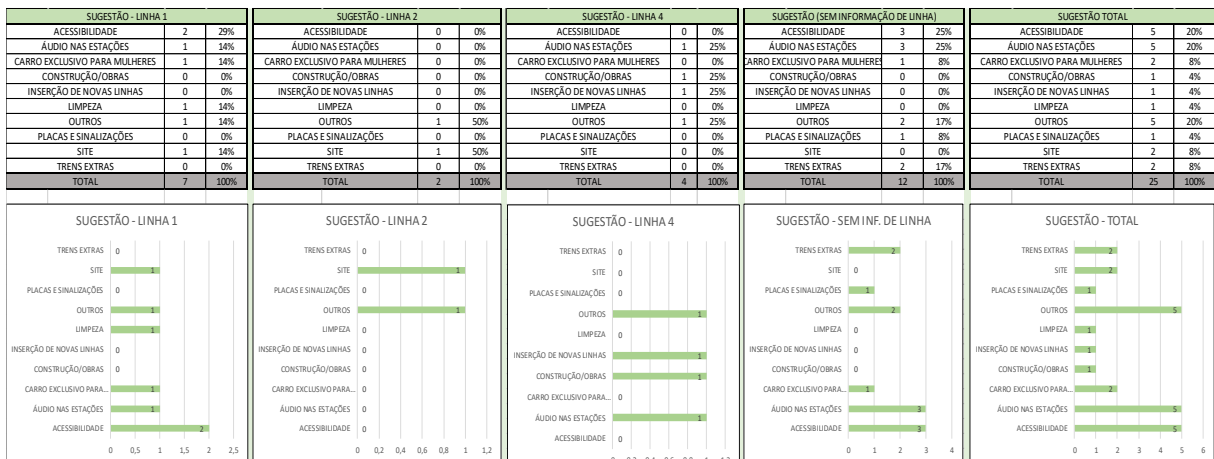 SUGESTÃO - LINHA 1
ACESSIBILIDADE 2 29%
ÁUDIO NAS ESTAÇÕES 1 14%
CARRO EXCLUSIVO PARA MULHERES 1 14%
CONSTRUÇÃO/OBRAS 0 0%
INSERÇÃO DE NOVAS LINHAS 0 0%
LIMPEZA 1 14%
OUTROS 1 14%
PLACAS E SINALIZAÇÕES 0 0%
SITE 1 14%
TRENS EXTRAS 0 0%
TOTAL 7 100%
SUGESTÃO - LINHA 2
ACESSIBILIDADE 0 0%
ÁUDIO NAS ESTAÇÕES 0 0%
CARRO EXCLUSIVO PARA MULHERES 0 0%
CONSTRUÇÃO/OBRAS 0 0%
INSERÇÃO DE NOVAS LINHAS 0 0%
LIMPEZA 0 0%
OUTROS 1 50%
PLACAS E SINALIZAÇÕES 0 0%
SITE 1 50%
TRENS EXTRAS 0 0%
TOTAL 2 100%
SUGESTÃO - LINHA 4
ACESSIBILIDADE 0 0%
ÁUDIO NAS ESTAÇÕES 1 25%
CARRO EXCLUSIVO PARA MULHERES 0 0%
CONSTRUÇÃO/OBRAS 1 25%
INSERÇÃO DE NOVAS LINHAS 1 25%
LIMPEZA 0 0%
OUTROS 1 25%
PLACAS E SINALIZAÇÕES 0 0%
SITE 0 0%
TRENS EXTRAS 0 0%
TOTAL 4 100%
SUGESTÃO (SEM INFORMAÇÃO DE LINHA)
ACESSIBILIDADE 3 25%
ÁUDIO NAS ESTAÇÕES 3 25%
CARRO EXCLUSIVO PARA MULHERES 1 8%
CONSTRUÇÃO/OBRAS 0 0%
INSERÇÃO DE NOVAS LINHAS 0 0%
LIMPEZA 0 0%
OUTROS 2 17%
PLACAS E SINALIZAÇÕES 1 8%
SITE 0 0%
TRENS EXTRAS 2 17%
TOTAL 12 100%
SUGESTÃO TOTAL
ACESSIBILIDADE 5 20%
ÁUDIO NAS ESTAÇÕES 5 20%
CARRO EXCLUSIVO PARA MULHERES 2 8%
CONSTRUÇÃO/OBRAS 1 4%
INSERÇÃO DE NOVAS LINHAS 1 4%
LIMPEZA 1 4%
OUTROS 5 20%
PLACAS E SINALIZAÇÕES 1 4%
SITE 2 8%
TRENS EXTRAS 2 8%
TOTAL 25 100%
SUGESTÃO - LINHA 1
TRENS EXTRAS 0
SITE 1
PLACAS E SINALIZAÇÕES 0
OUTROS 1
LIMPEZA 1
INSERÇÃO DE NOVAS LINHAS 0
CONSTRUÇÃO/OBRAS 0
CARRO EXCLUSIVO PARA... 1
ÁUDIO NAS ESTAÇÕES 1
ACESSIBILIDADE 2
0 0,5 1 1,5 2 2,5
SUGESTÃO - LINHA 2
TRENS EXTRAS 0
SITE 1
PLACAS E SINALIZAÇÕES 0
OUTROS 1
LIMPEZA 0
INSERÇÃO DE NOVAS LINHAS 0
CONSTRUÇÃO/OBRAS 0
CARRO EXCLUSIVO PARA... 0
ÁUDIO NAS ESTAÇÕES 0
ACESSIBILIDADE 0
0 0,2 0,4 0,6 0,8 1 1,2
SUGESTÃO - LINHA 4
TRENS EXTRAS 0
SITE 0
PLACAS E SINALIZAÇÕES 0
OUTROS 1
LIMPEZA 0
INSERÇÃO DE NOVAS LINHAS 1
CONSTRUÇÃO/OBRAS 1
CARRO EXCLUSIVO PARA... 0
ÁUDIO NAS ESTAÇÕES 1
ACESSIBILIDADE 0
0 0,2 0,4 0,6 0,8 1 1,2
SUGESTÃO - SEM INF. DE LINHA
TRENS EXTRAS 2
SITE 0
PLACAS E SINALIZAÇÕES 1
OUTROS 2
LIMPEZA 0
INSERÇÃO DE NOVAS LINHAS 0
CONSTRUÇÃO/OBRAS 0
CARRO EXCLUSIVO PARA... 1
ÁUDIO NAS ESTAÇÕES 3
ACESSIBILIDADE 3
0 1 2 3 4
SUGESTÃO - TOTAL
TRENS EXTRAS 2
SITE 2
PLACAS E SINALIZAÇÕES 1
OUTROS 5
LIMPEZA 1
INSERÇÃO DE NOVAS LINHAS 1
CONSTRUÇÃO/OBRAS 1
CARRO EXCLUSIVO PARA... 2
ÁUDIO NAS ESTAÇÕES 5
ACESSIBILIDADE 5
0 1 2 3 4 5 6